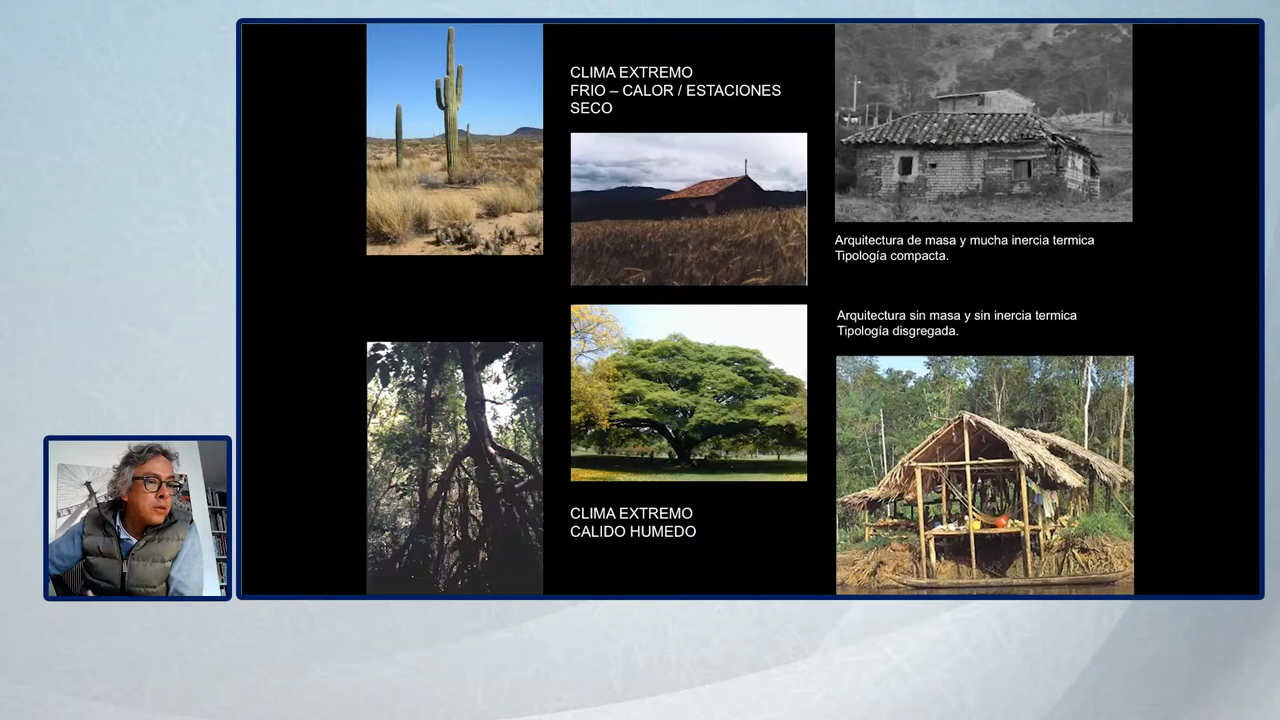 CLIMA EXTREMO
FRIO – CALOR / ESTACIONES
SECO
Arquitectura de masa y mucha inercia termica
Tipología compacta.
Arquitectura sin masa y sin inercia termica
Tipología disgregada.
CLIMA EXTREMO
CALIDO HUMEDO